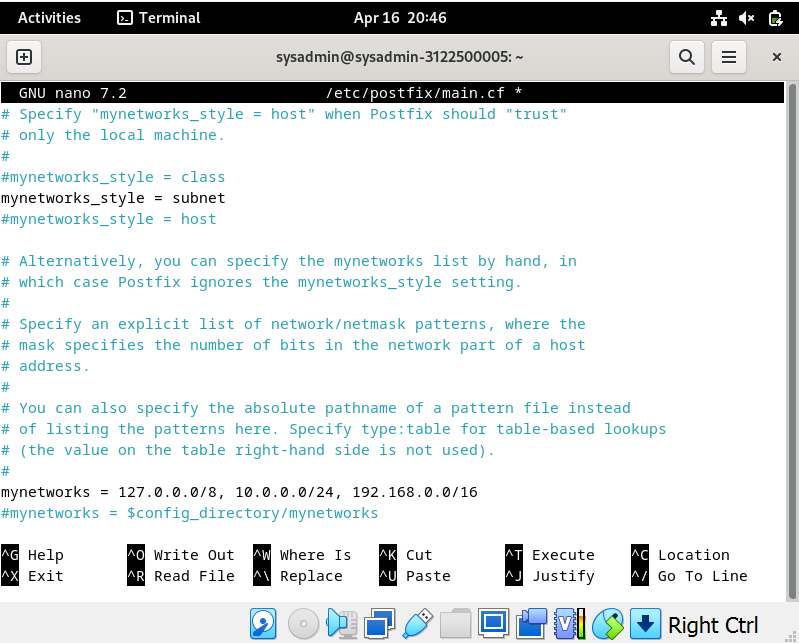 Activities Terminal Apr 16 20:46
sysadmin@sysadmin-3122500005: ~
GNU nano 7.2 /etc/postfix/main.cf *
# Specify "mynetworks_style = host" when Postfix should "trust"
# only the local machine.
#
#mynetworks_style = class
mynetworks_style = subnet
#mynetworks_style = host
# Alternatively, you can specify the mynetworks list by hand, in
# which case Postfix ignores the mynetworks_style setting.
#
# Specify an explicit list of network/netmask patterns, where the
# mask specifies the number of bits in the network part of a host
# address.
#
# You can also specify the absolute pathname of a pattern file instead
# of listing the patterns here. Specify type:table for table-based lookups
# (the value on the table right-hand side is not used).
#
mynetworks = 127.0.0.0/8, 10.0.0.0/24, 192.168.0.0/16
#mynetworks = $config_directory/mynetworks
^G Help ^O Write Out ^W Where Is ^K Cut ^T Execute ^C Location
^X Exit ^R Read File ^\ Replace ^U Paste ^J Justify ^/ Go To Line
V Right Ctrl